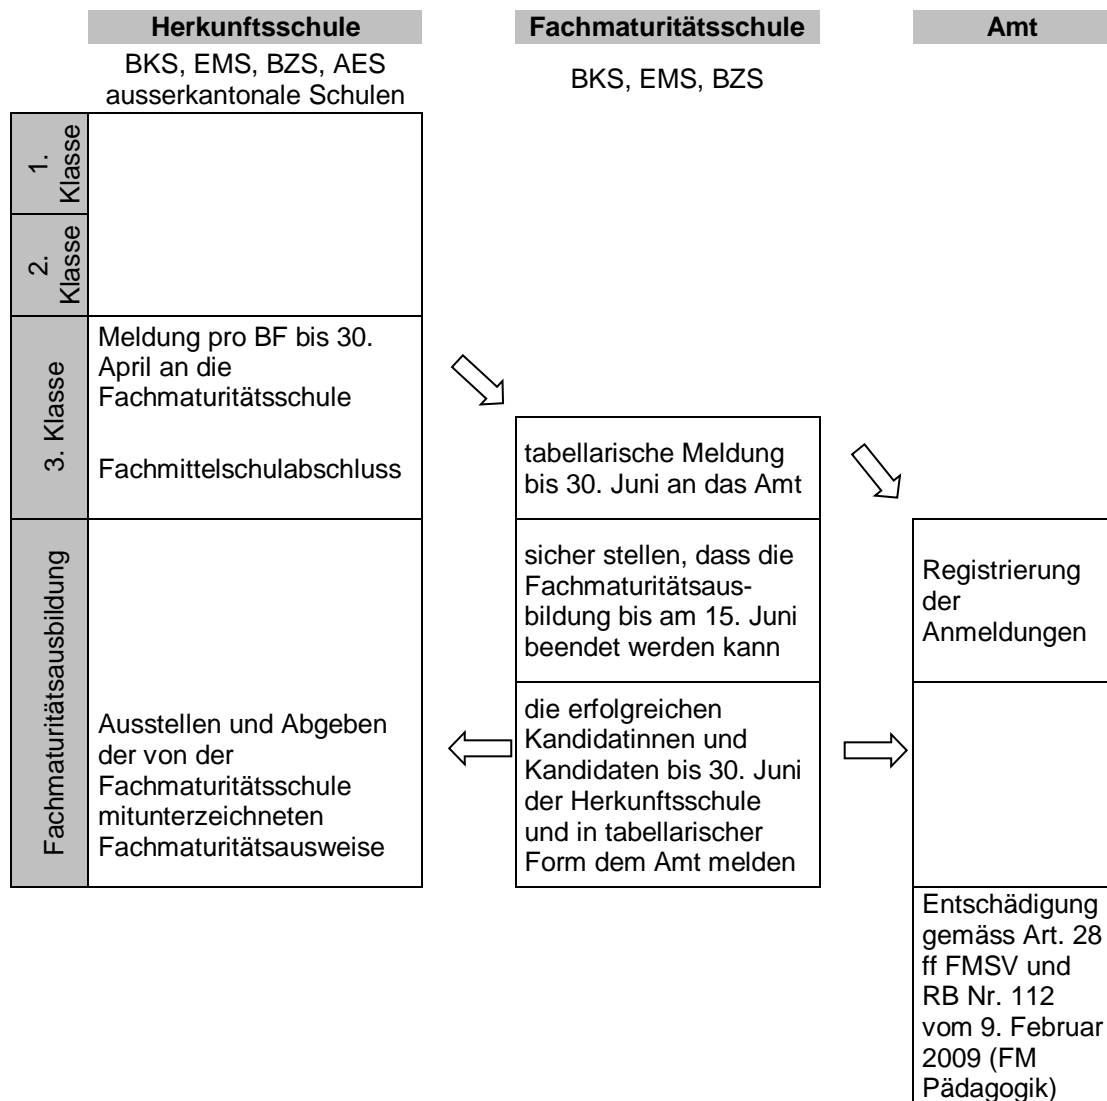 Herkunftsschule
Fachmaturitätsschule
Amt
BKS, EMS, BZS, AES
ausserkantonale Schulen
BKS, EMS, BZS
1.
Klasse
2.
Klasse
3. Klasse
Meldung pro BF bis 30.
April an die
Fachmaturitätsschule
Fachmittelschulabschluss
tabellarische Meldung
bis 30. Juni an das Amt
Fachmaturitätsausbildung
sicher stellen, dass die
Fachmaturitätsaus-
bildung bis am 15. Juni
beendet werden kann
Registrierung
der
Anmeldungen
Ausstellen und Abgeben
der von der
Fachmaturitätsschule
mitunterzeichneten
Fachmaturitätsausweise
die erfolgreichen
Kandidatinnen und
Kandidaten bis 30. Juni
der Herkunftsschule
und in tabellarischer
Form dem Amt melden
Entschädigung
gemäss Art. 28
ff FMSV und
RB Nr. 112
vom 9. Februar
2009 (FM
Pädagogik)